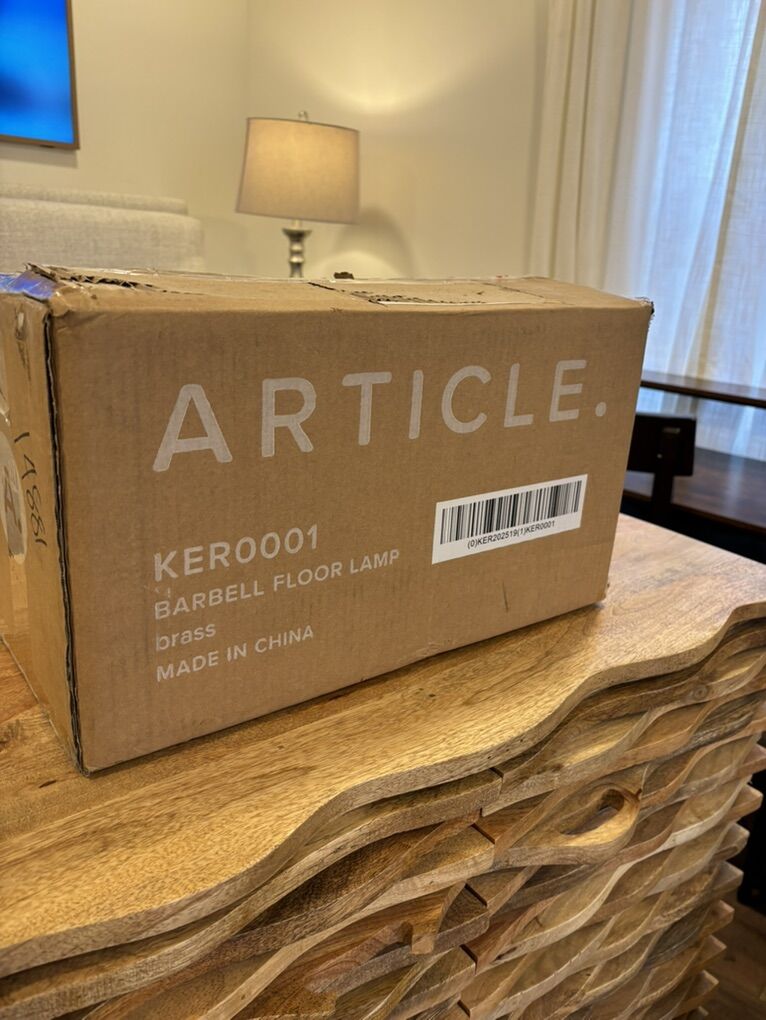 ARTICLE.
KER0001
BARBELL FLOOR LAMP
brass
MADE IN CHINA
(0)KER202519(1)KER0001